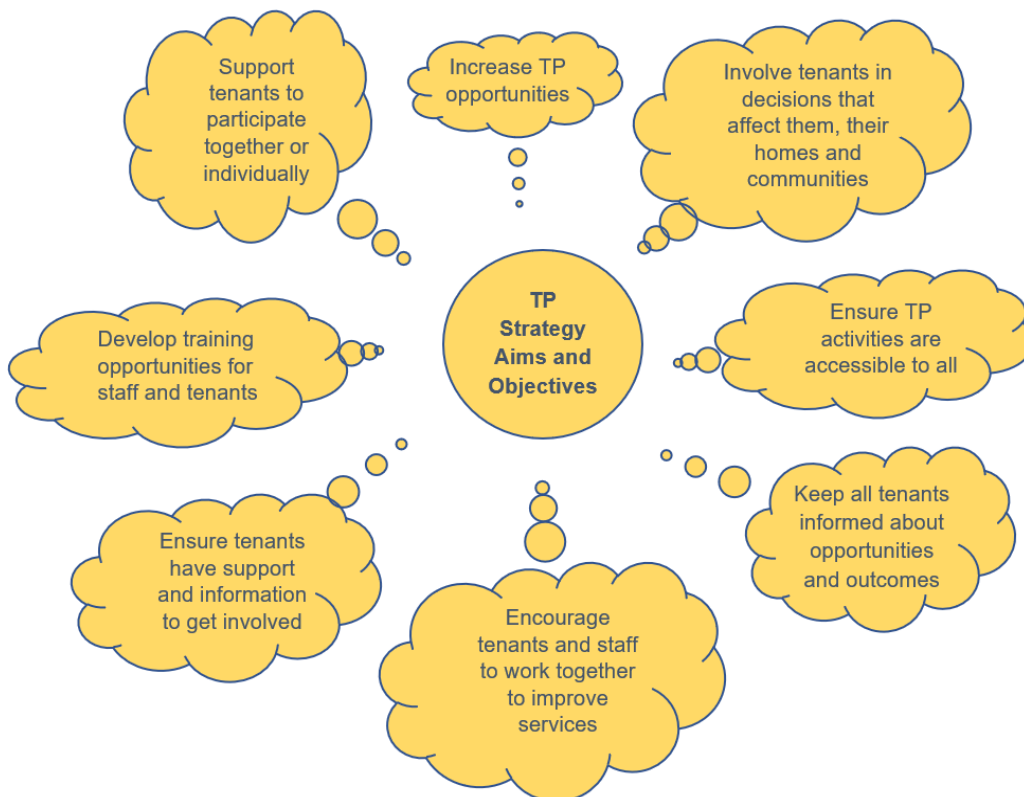 Support
tenants to
participate
together or
individually
Increase TP
opportunities
Involve tenants in
decisions that
affect them, their
homes and
communities
TP
Strategy
Aims and
Objectives
Develop training
opportunities for
staff and tenants
Ensure TP
activities are
accessible to all
Ensure tenants
have support
and information
to get involved
Encourage
tenants and staff
to work together
to improve
services
Keep all tenants
informed about
opportunities
and outcomes